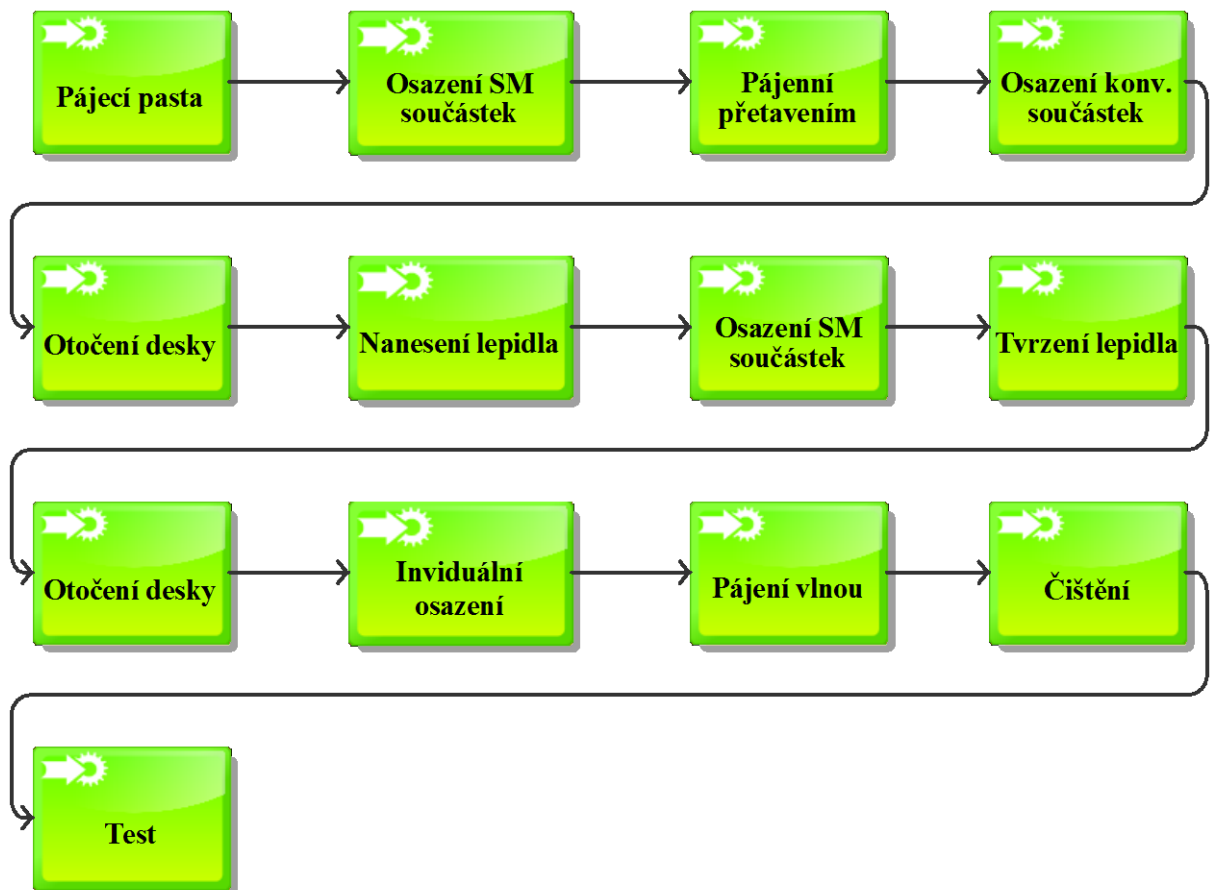 Pájecí pasta
Osazení SM
součástek
Pájenní
přetavením
Osazení konv.
součástek
Otočení desky
Nanesení lepidla
Osazení SM
součástek
Tvrzení lepidla
Otočení desky
Inviduální
osazení
Pájení vlnou
Čištění
Test